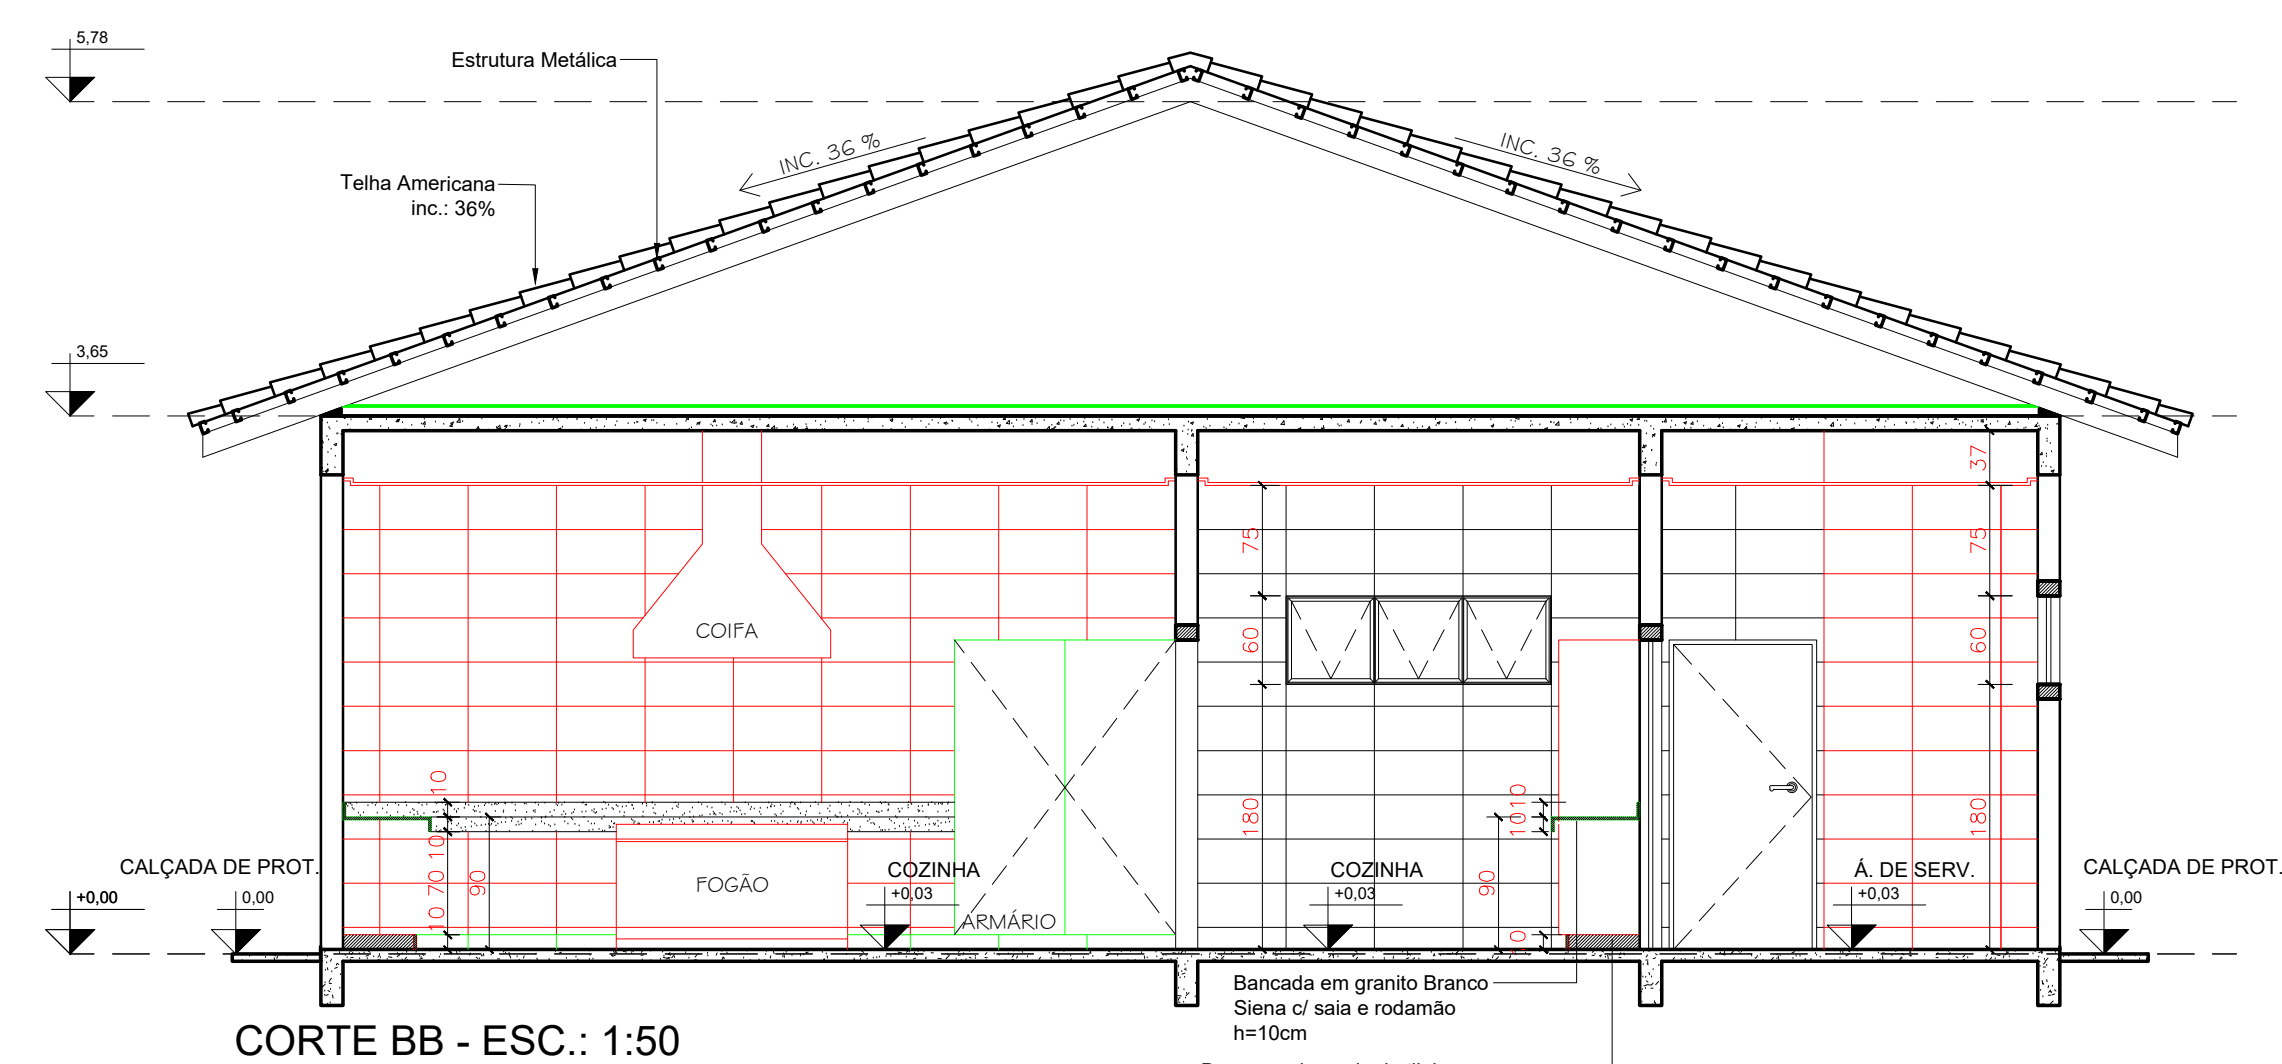 5,78
Estrutura Metálica
INC. 36 %
INC. 36 %
Telha Americana
inc.: 36%
3,65
37
75
75
COIFA
60
60
10
180
180
10
10
10
70
90
90
10
10
CALÇADA DE PROT.
COZINHA
COZINHA
Á. DE SERV.
CALÇADA DE PROT.
+0,00
0,00
FOGÃO
+0,03
+0,03
+0,03
0,00
ARMÁRIO
Bancada em granito Branco
Siena c/ saia e rodamão
h=10cm
CORTE BB - ESC.: 1:50